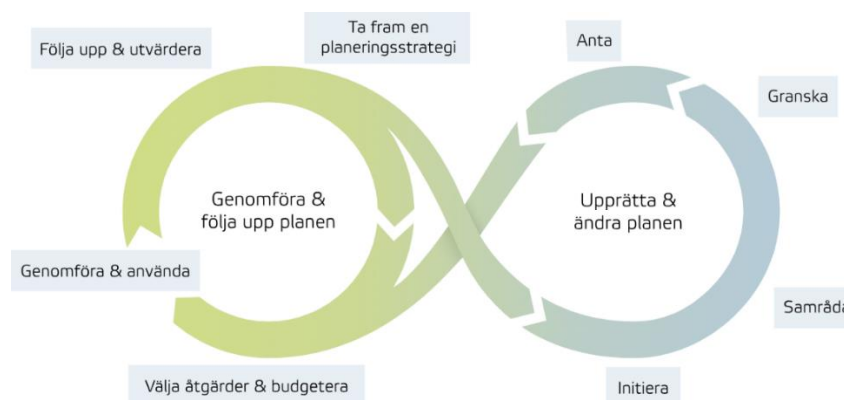 Följa upp & utvärdera
Ta fram en
planeringsstrategi
Anta
Granska
Genomföra &
följa upp planen
Upprätta &
ändra planen
Genomföra & använda
Samråda
Välja åtgärder & budgetera
Initiera